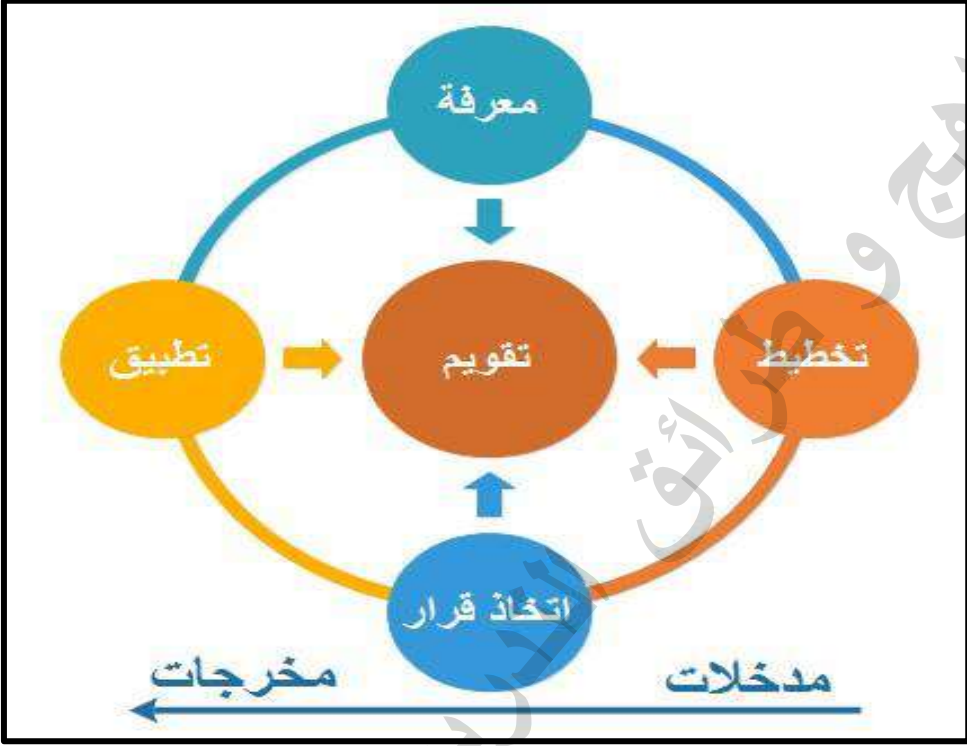 معرفة
تخطيط
تقويم
تطبيق
اتخاذ قرار
مدخلات
مخرجات